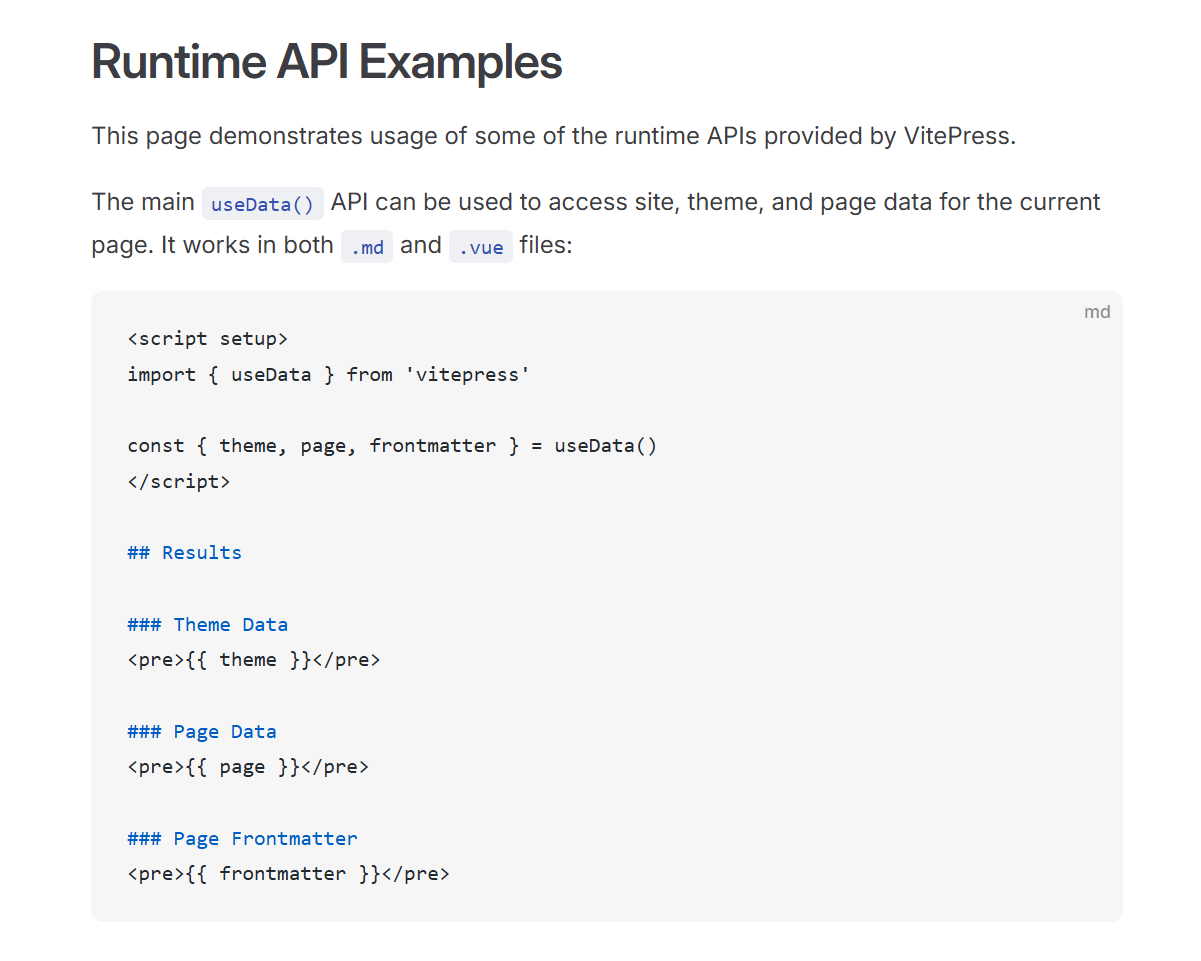 Runtime API Examples
This page demonstrates usage of some of the runtime APIs provided by VitePress.
The main useData() API can be used to access site, theme, and page data for the current
page. It works in both .md and .vue files:
md
<script setup>
import { useData } from 'vitepress'
const { theme, page, frontmatter } = useData()
</script>
## Results
### Theme Data
<pre>{{ theme }}</pre>
### Page Data
<pre>{{ page }}</pre>
### Page Frontmatter
<pre>{{ frontmatter }}</pre>